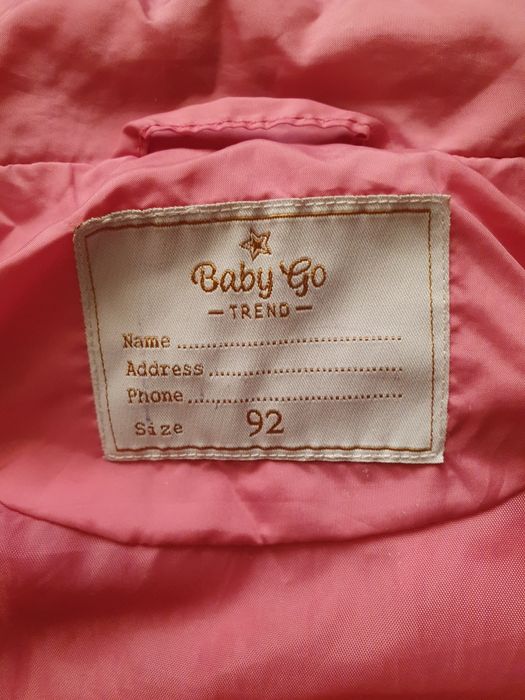 Baby Go
— TREND —
Name ........................................
Address ...................................
Phone .......................................
Size 92